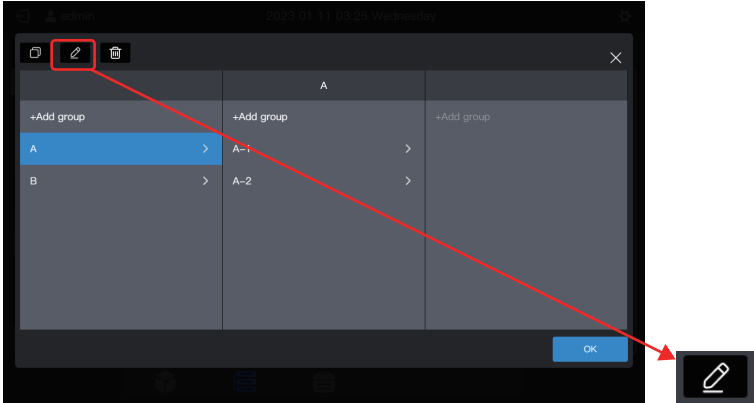 admin 2023 01 11:03:25 Wednesday
A
+Add group +Add group +Add group
A A-1
B A-2
OK